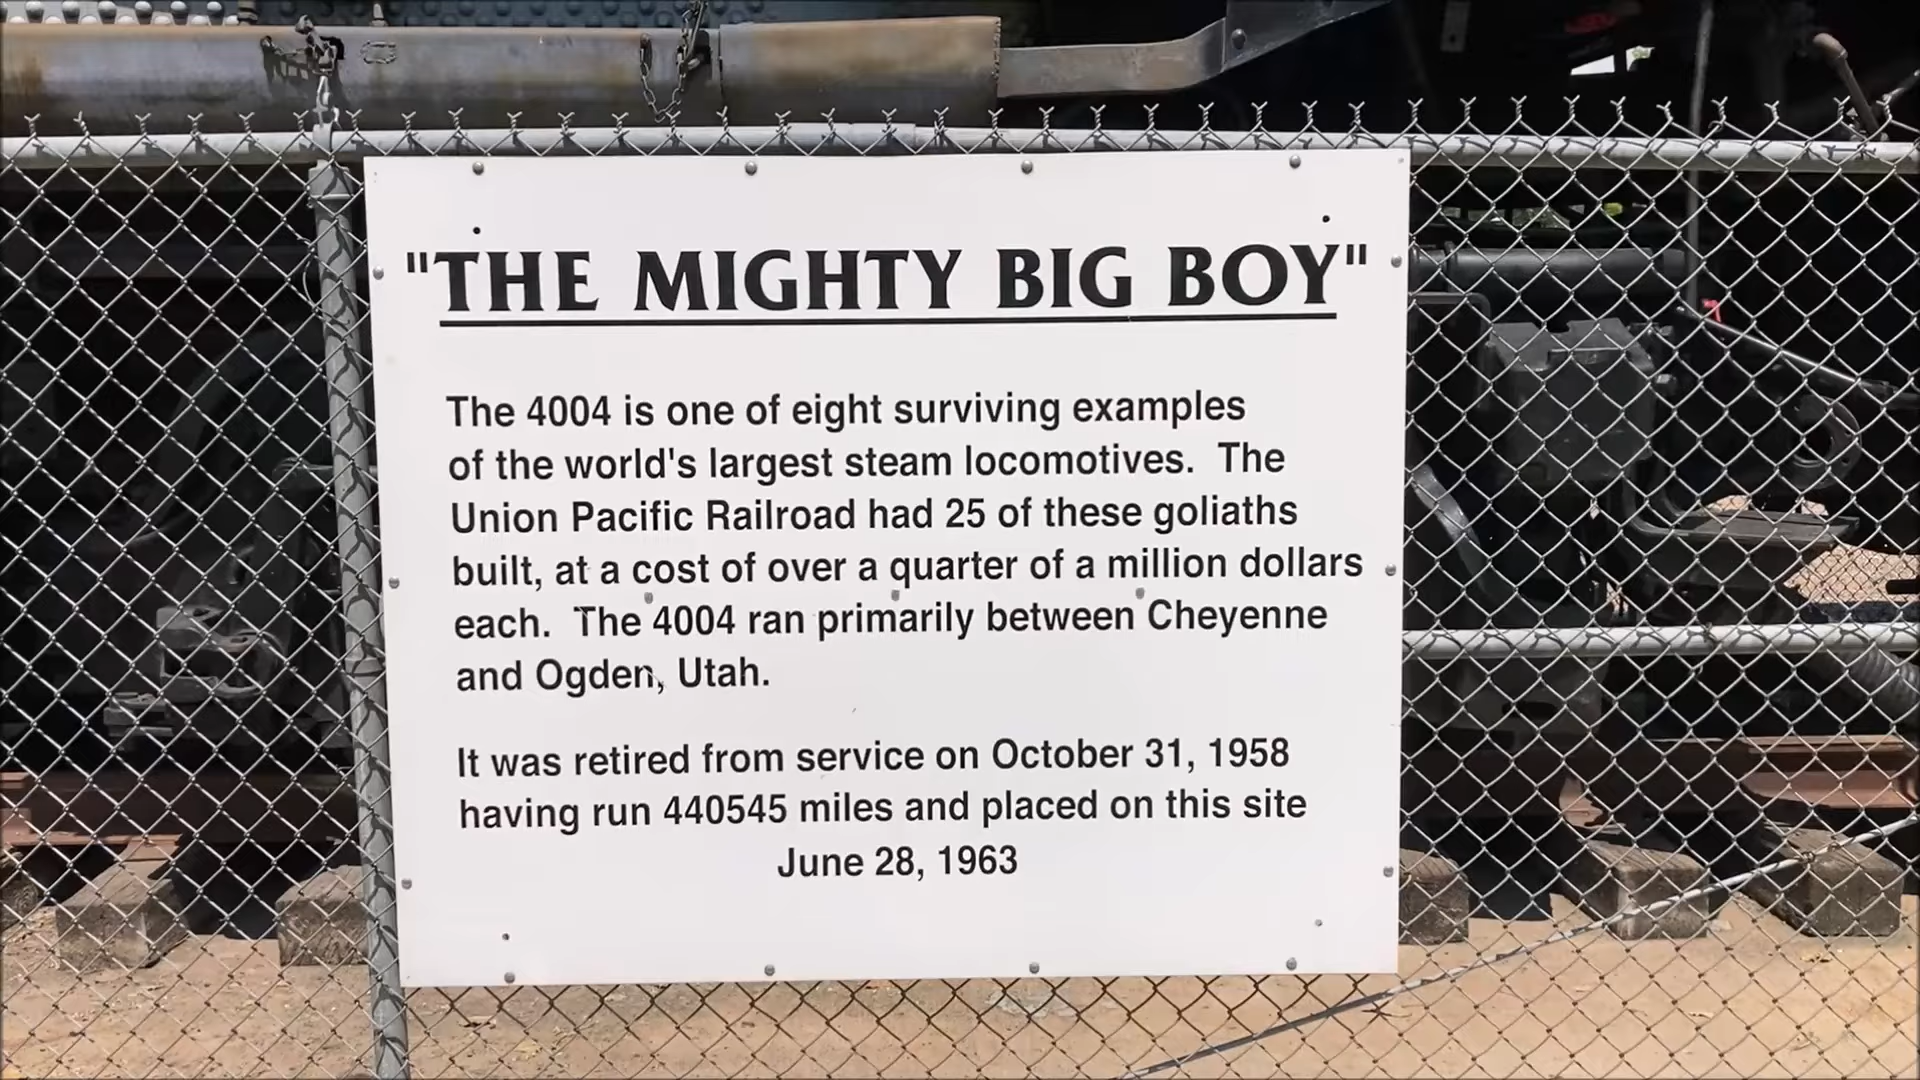 "THE MIGHTY BIG BOY"
The 4004 is one of eight surviving examples
of the world's largest steam locomotives. The
Union Pacific Railroad had 25 of these goliaths
built, at a cost of over a quarter of a million dollars
each. The 4004 ran primarily between Cheyenne
and Ogden, Utah.
It was retired from service on October 31, 1958
having run 440545 miles and placed on this site
June 28, 1963